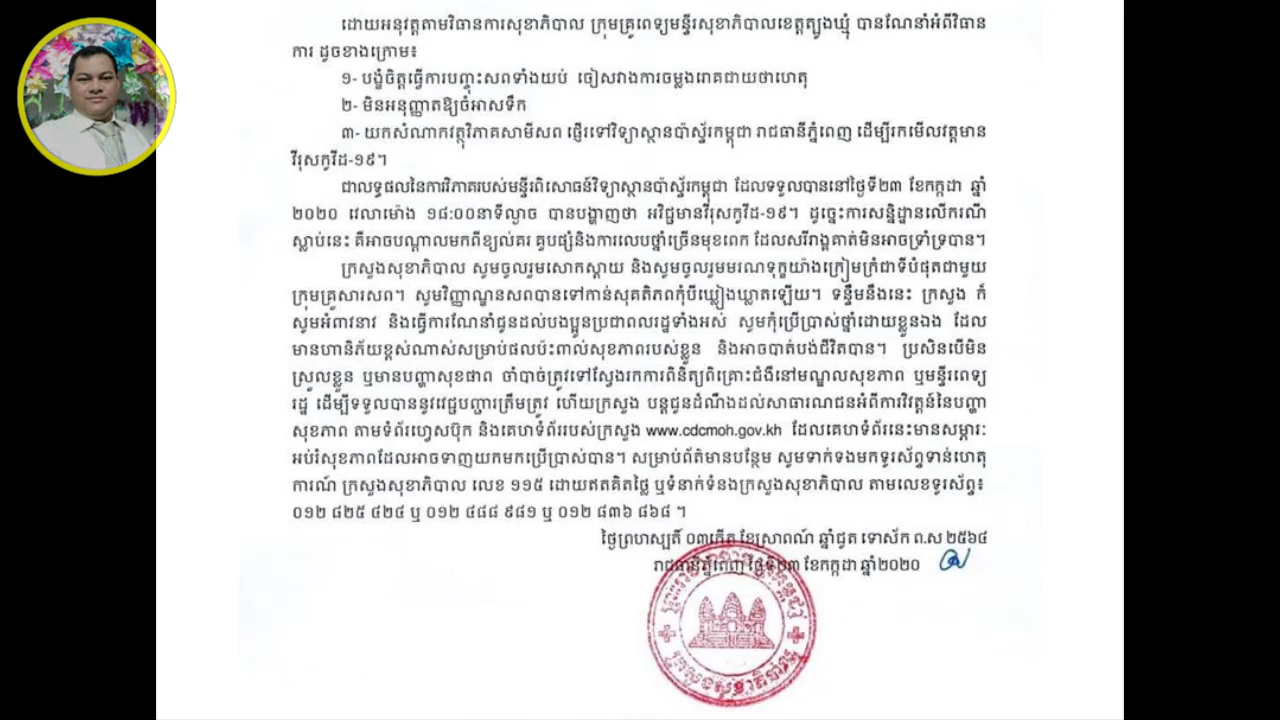 ដោយអនុវត្តតាមវិធានការសុខាភិបាល ក្រុមគ្រូពេទ្យមន្ទីរសុខាភិបាលខេត្តត្បូងឃ្មុំ បានណែនាំអំពីវិធាន
ការ ដូចខាងក្រោម៖
១- បង្ខំចិត្តធ្វើការបញ្ចុះសពទាំងយប់ ចៀសវាងការចម្លងរោគជាយថាហេតុ
២- មិនអនុញ្ញាតឱ្យចំអាសទឹក
៣- យកសំណាកវត្ថុវិភាគសាមីសព ផ្ញើរទៅវិទ្យាស្ថានប៉ាស្ទ័រកម្ពុជា រាជធានីភ្នំពេញ ដើម្បីរកមើលវត្តមាន
វីរុសកូវីដ-១៩។
ជាលទ្ធផលនៃការវិភាគរបស់មន្ទីរពិសោធន៍វិទ្យាស្ថានប៉ាស្ទ័រកម្ពុជា ដែលទទួលបាននៅថ្ងៃទី២៣ ខែកក្កដា ឆ្នាំ
២០២០ វេលាម៉ោង ១៨:០០នាទីល្ងាច បានបង្ហាញថា អវិជ្ជមានវីរុសកូវីដ-១៩។ ដូច្នេះការសន្និដ្ឋានលើករណី
ស្លាប់នេះ គឺអាចបណ្តាលមកពីខ្យល់គរ គួបផ្សំនិងការលេបថ្នាំច្រើនមុខពេក ដែលសរីរាង្គគាត់មិនអាចទ្រាំទ្របាន។
ក្រសួងសុខាភិបាល សូមចូលរួមសោកស្តាយ និងសូមចូលរួមមរណទុក្ខយ៉ាងក្រៀមក្រំជាទីបំផុតជាមួយ
ក្រុមគ្រួសារសព។ សូមវិញ្ញាណក្ខនសពបានទៅកាន់សុគតិភពកុំបីឃ្លៀងឃ្លាតឡើយ។ ទន្ទឹមនឹងនេះ ក្រសួង ក៏
សូមអំពាវនាវ និងធ្វើការណែនាំជូនដល់បងប្អូនប្រជាពលរដ្ឋទាំងអស់ សូមកុំប្រើប្រាស់ថ្នាំដោយខ្លួនឯង ដែល
មានហានិភ័យខ្ពស់ណាស់សម្រាប់ផលប៉ះពាល់សុខភាពរបស់ខ្លួន និងអាចបាត់បង់ជីវិតបាន។ ប្រសិនបើមិន
ស្រួលខ្លួន ឬមានបញ្ហាសុខផាព ចាំបាច់ត្រូវទៅស្វែងរកការពិនិត្យពិគ្រោះជំងឺនៅមណ្ឌលសុខភាព ឬមន្ទីរពេទ្យ
រដ្ឋ ដើម្បីទទួលបាននូវវេជ្ជបញ្ជារត្រឹមត្រូវ ហើយក្រសួង បន្តជូនដំណឹងដល់សាធារណជនអំពីការវិវត្តន៍នៃបញ្ហា
សុខភាព តាមទំព័រហ្វេសប៊ុក និងគេហទំព័ររបស់ក្រសួង www.cdcmoh.gov.kh ដែលគេហទំព័រនេះមានសម្ភារៈ
អប់រំសុខភាពដែលអាចទាញយកមកប្រើប្រាស់បាន។ សម្រាប់ព័ត៌មានបន្ថែម សូមទាក់ទងមកទូរស័ព្ទទាន់ហេតុ
ការណ៍ ក្រសួងសុខាភិបាល លេខ ១១៥ ដោយឥតគិតថ្លៃ ឬទំនាក់ទំនងក្រសួងសុខាភិបាល តាមលេខទូរស័ព្ទ៖
០១២ ៨២៥ ៤២៤ ឬ ០១២ ៤៨៨ ៩៨១ ឬ ០១២ ៨៣៦ ៨៦៨ ។
ថ្ងៃព្រហស្បតិ៍ ០៣កើត ខែស្រាពណ៍ ឆ្នាំជូត ទោស័ក ព.ស ២៥៦៤
រាជធានីភ្នំពេញ ថ្ងៃទី២៣ ខែកក្កដា ឆ្នាំ២០២០
ព្រះរាជាណាចក្រកម្ពុជា
ក្រសួងសុខាភិបាល